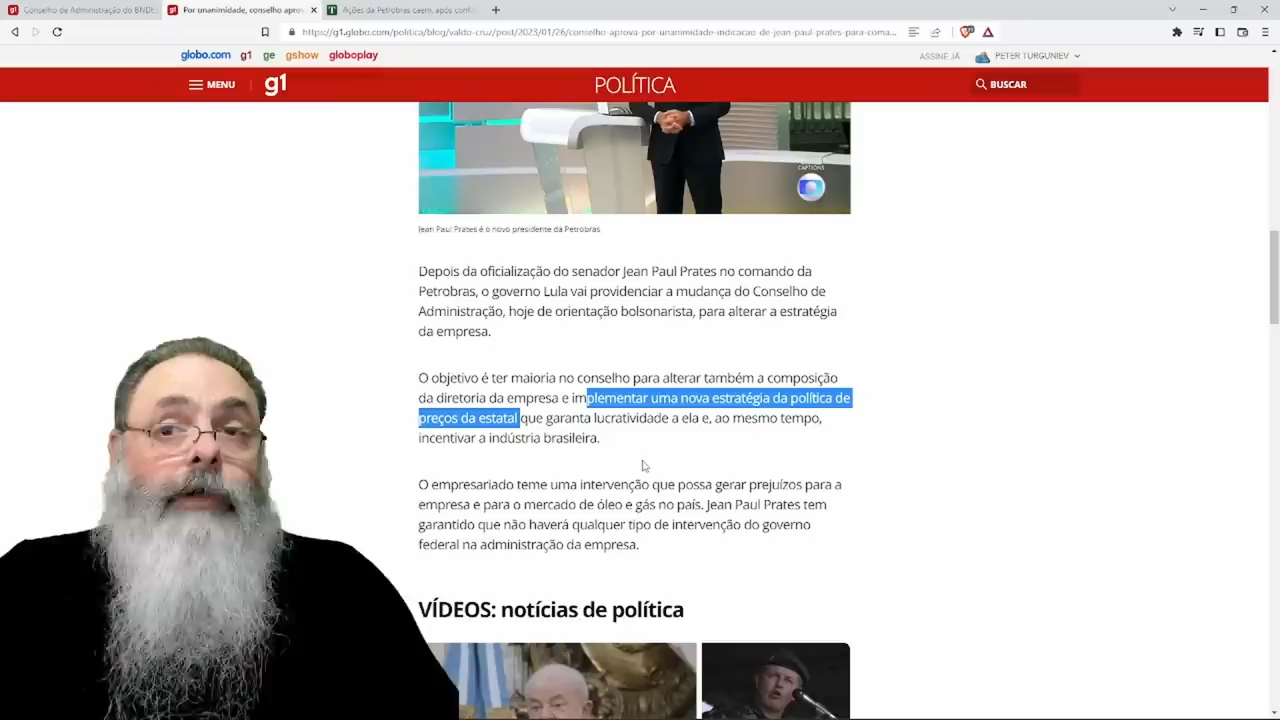 Conselho de Administração do BNDE
Por unanimidade, conselho aprov
Ações da Petrobras caem, após confi
https://g1.globo.com/politica/blog/valdo-cruz/post/2023/01/26/conselho-aprova-por-unanimidade-indicacao-de-jean-paul-prates-para-coma...
globo.com g1 ge gshow globoplay
ASSINE JÁ
PETER TURGUNIEV
MENU
g1
POLÍTICA
BUSCAR
CAPTIONS
Jean Paul Prates é o novo presidente da Petrobras
Depois da oficialização do senador Jean Paul Prates no comando da
Petrobras, o governo Lula vai providenciar a mudança do Conselho de
Administração, hoje de orientação bolsonarista, para alterar a estratégia
da empresa.
O objetivo é ter maioria no conselho para alterar também a composição
da diretoria da empresa e implementar uma nova estratégia da política de
preços da estatal que garanta lucratividade a ela e, ao mesmo tempo,
incentivar a indústria brasileira.
O empresariado teme uma intervenção que possa gerar prejuízos para a
empresa e para o mercado de óleo e gás no país. Jean Paul Prates tem
garantido que não haverá qualquer tipo de intervenção do governo
federal na administração da empresa.
VÍDEOS: notícias de política